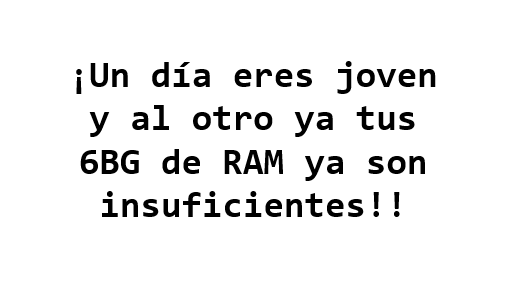 ¡Un día eres joven
y al otro ya tus
6BG de RAM ya son
insuficientes!!